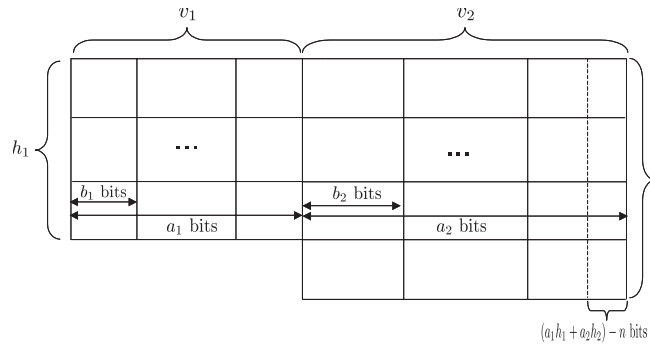 v₁ v₂
h₁
...
...
b₁ bits
b₂ bits
a₁ bits
a₂ bits
(a₁h₁ + a₂h₂) − n bits